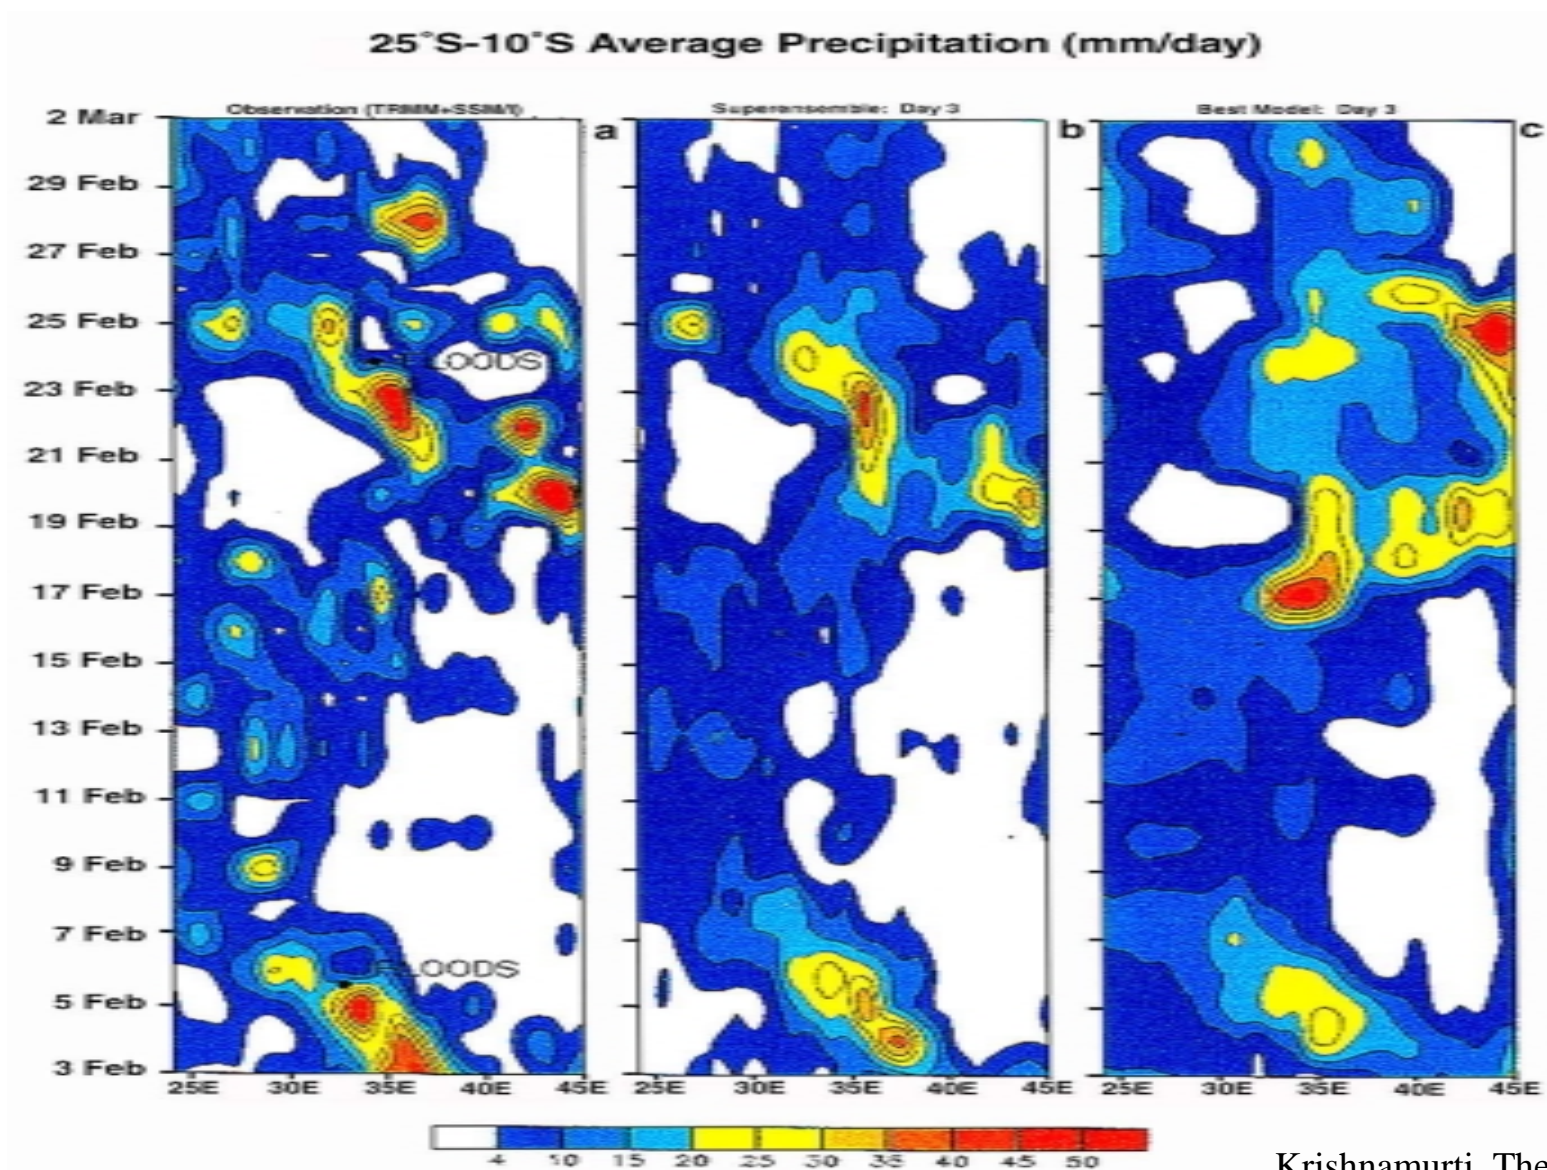 25°S-10°S Average Precipitation (mm/day)
Observation (TRMM+SSM/I)
Superensemble: Day 3
Best Model: Day 3
a
b
c
2 Mar
29 Feb
27 Feb
25 Feb
23 Feb
21 Feb
19 Feb
17 Feb
15 Feb
13 Feb
11 Feb
9 Feb
7 Feb
5 Feb
3 Feb
FLOODS
FLOODS
25E 30E 35E 40E 45E
25E 30E 35E 40E 45E
25E 30E 35E 40E 45E
4 10 15 20 25 30 35 40 45 50
Krishnamurti, The